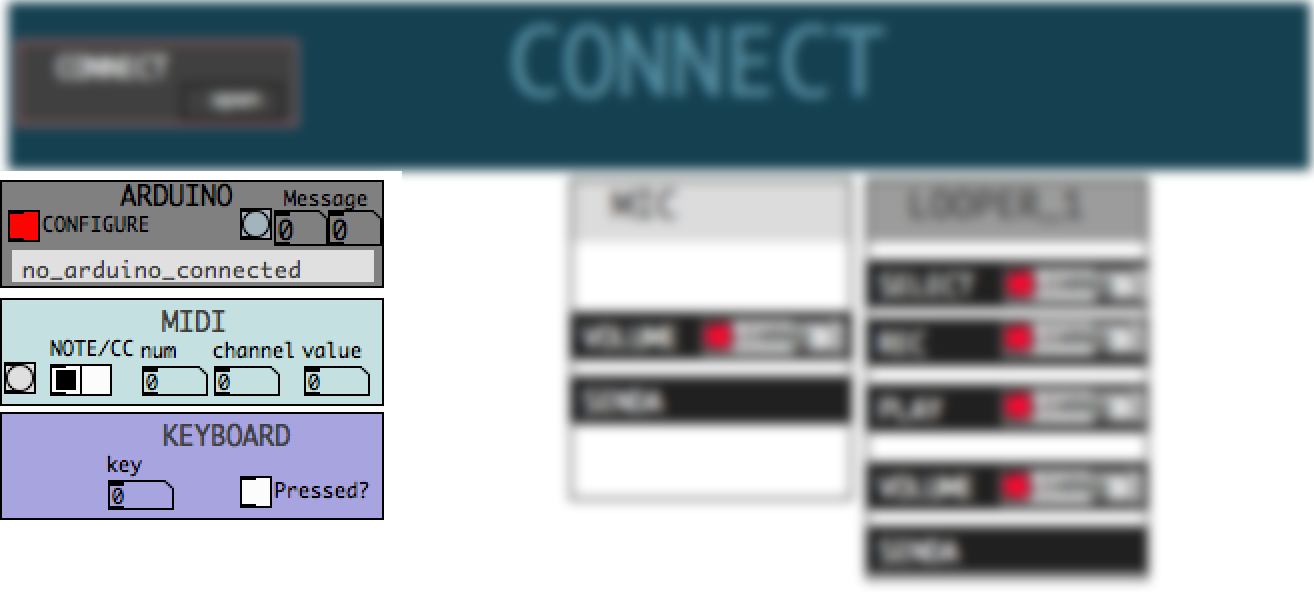 CONNECT
CONNECT
open
ARDUINO
Message
CONFIGURE
0 0
no_arduino_connected
MIDI
NOTE/CC num channel value
0 0 0
KEYBOARD
key
0
Pressed?
MIC
VOLUME
SENDA
LOOPER_1
SELECT
REC
PLAY
VOLUME
SENDA